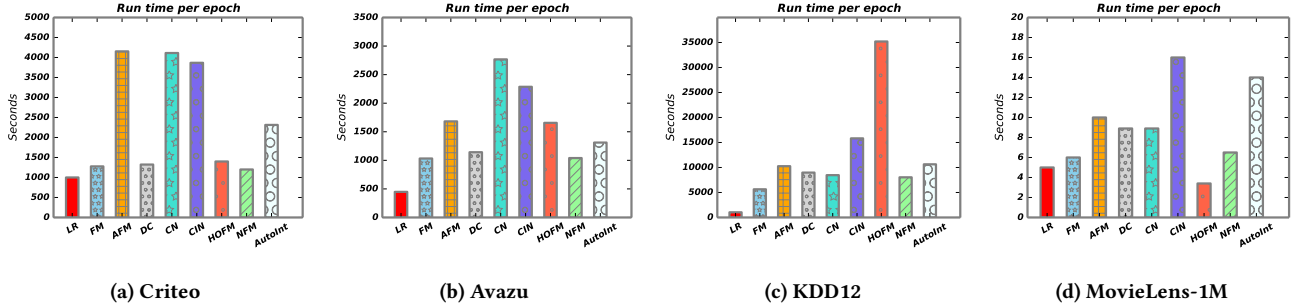 Run time per epoch
5000
4500
4000
3500
3000
2500
2000
1500
1000
500
0
Seconds
LR FM AFM DC CN CIN HOFM NFM AutoInt
(a) Criteo
Run time per epoch
3500
3000
2500
2000
1500
1000
500
0
Seconds
LR FM AFM DC CN CIN HOFM NFM AutoInt
(b) Avazu
Run time per epoch
35000
30000
25000
20000
15000
10000
5000
0
Seconds
LR FM AFM DC CN CIN HOFM NFM AutoInt
(c) KDD12
Run time per epoch
20
18
16
14
12
10
8
6
4
2
0
Seconds
LR FM AFM DC CN CIN HOFM NFM AutoInt
(d) MovieLens-1M